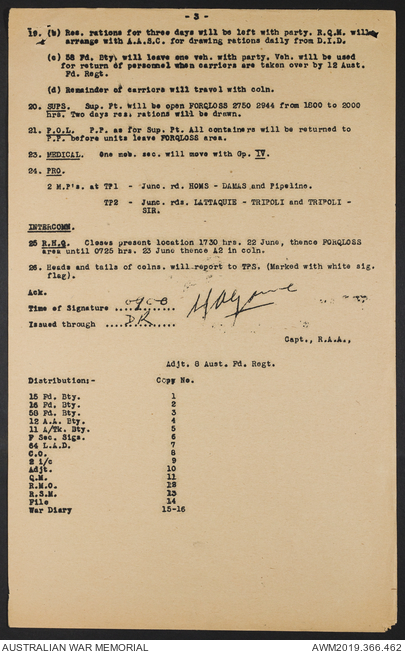 - 3 -
19. (b) Res. rations for three days will be left with party. R.Q.M. will
arrange with A.A.S.C. for drawing rations daily from D.I.D.
(c) 58 Fd. Bty. will leave one veh. with party. Veh. will be used
for return of personnel when carriers are taken over by 12 Aust.
Fd. Regt.
(d) Remainder of carriers will travel with coln.
20. SUPS. Sup. Pt. will be open FORQLOSS 2750 2944 from 1800 to 2000
hrs. Two days res. rations will be drawn.
21. P.O.L. P.P. as for Sup. Pt. All containers will be returned to
P.P. before units leave FORQLOSS area.
23. MEDICAL. One mob. sec. will move with Gp. IV.
24. PRO.
2 M.P's. at TP1 - Junc. rd. HOMS - DAMAS and Pipeline.
TP2 - Junc. rds. LATTAQUIE - TRIPOLI and TRIPOLI -
SIR.
INTERCOMN.
25 R.H.Q. Closes present location 1730 hrs. 22 June, thence FORQLOSS
area until 0725 hrs. 23 June thence A2 in coln.
26. Heads and tails of colns. will report to TPS. (Marked with white sig.
flag).
Ack.
Time of Signature ...........
Issued through ............ DR
Capt., R.A.A.,
Adjt. 8 Aust. Fd. Regt.
Distribution:- Copy No.
15 Fd. Bty. 1
16 Fd. Bty. 2
58 Fd. Bty. 3
12 A.A. Bty. 4
11 A/Tk. Bty. 5
F Sec. Sigs. 6
64 L.A.D. 7
C.O. 8
2 i/c 9
Adjt. 10
Q.M. 11
R.M.O. 12
R.S.M. 13
File 14
War Diary 15-16
AUSTRALIAN WAR MEMORIAL AWM2019.366.462